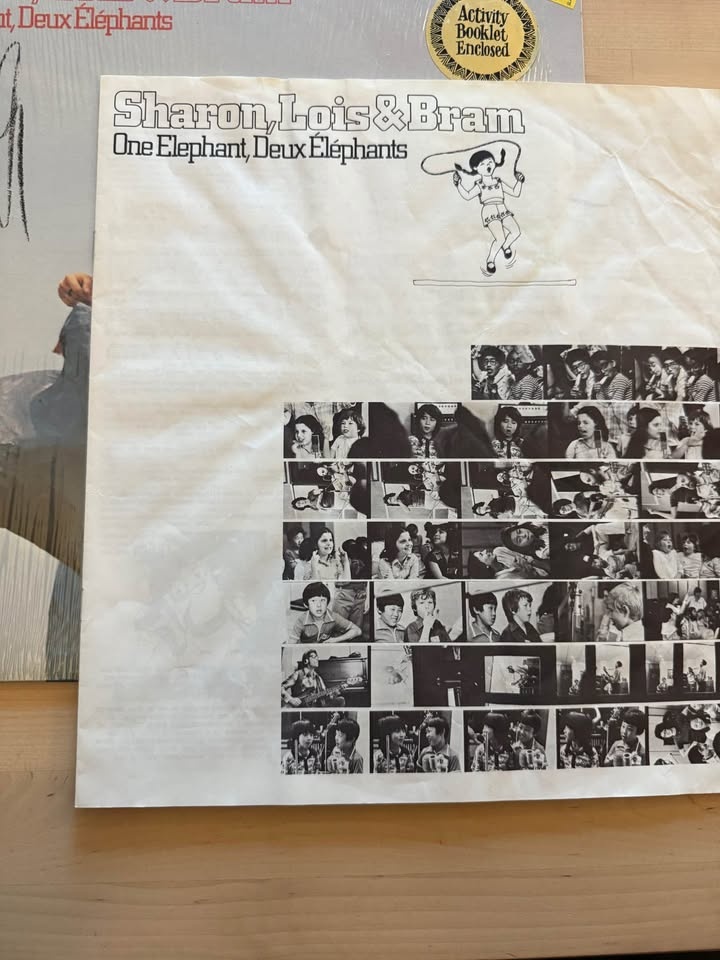 nt, Deux Éléphants
Activity
Booklet
Enclosed
Sharon, Lois & Bram
One Elephant, Deux Éléphants